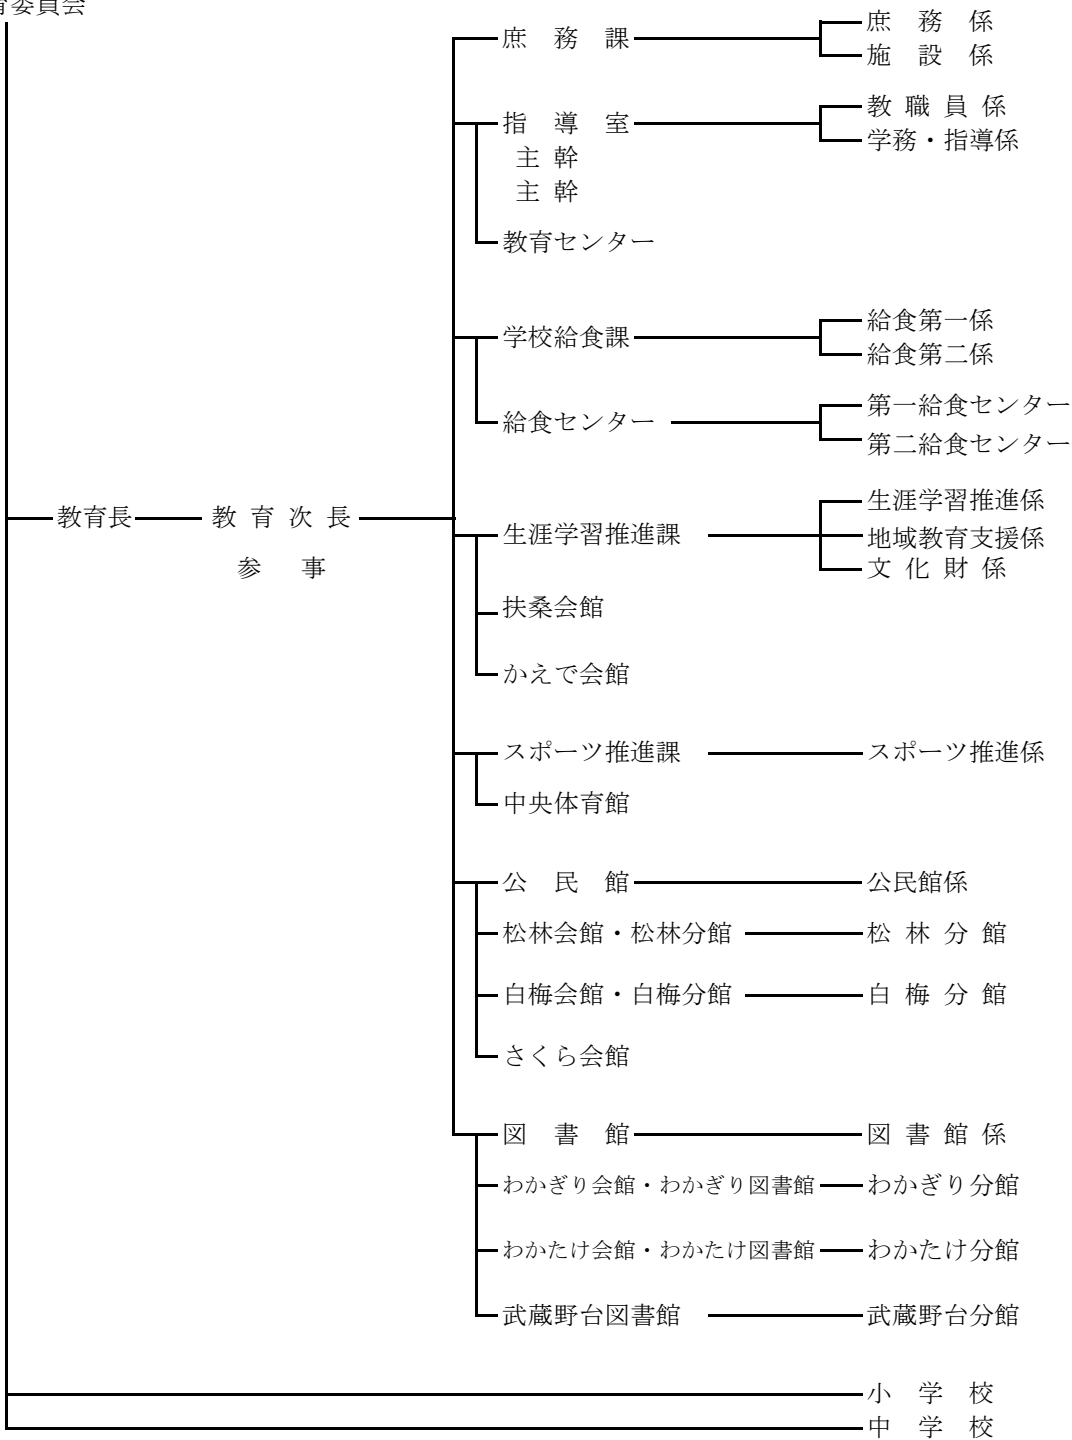 育委員会
庶務課
庶務係
施設係
指導室
教職員係
学務・指導係
主幹
主幹
教育センター
学校給食課
給食第一係
給食第二係
給食センター
第一給食センター
第二給食センター
教育長
教育次長
参事
生涯学習推進課
生涯学習推進係
地域教育支援係
文化財係
扶桑会館
かえで会館
スポーツ推進課
スポーツ推進係
中央体育館
公民館
公民館係
松林会館・松林分館
松林分館
白梅会館・白梅分館
白梅分館
さくら会館
図書館
図書館係
わかぎり会館・わかぎり図書館
わかぎり分館
わかたけ会館・わかたけ図書館
わかたけ分館
武蔵野台図書館
武蔵野台分館
小学校
中学校